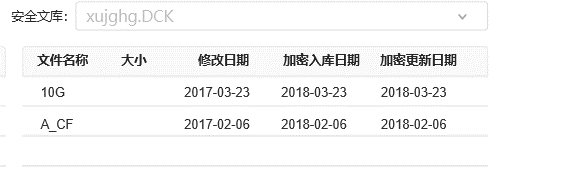 安全文库: xujghg.DCK
文件名称 大小 修改日期 加密入库日期 加密更新日期
10G 2017-03-23 2018-03-23 2018-03-23
A_CF 2017-02-06 2018-02-06 2018-02-06